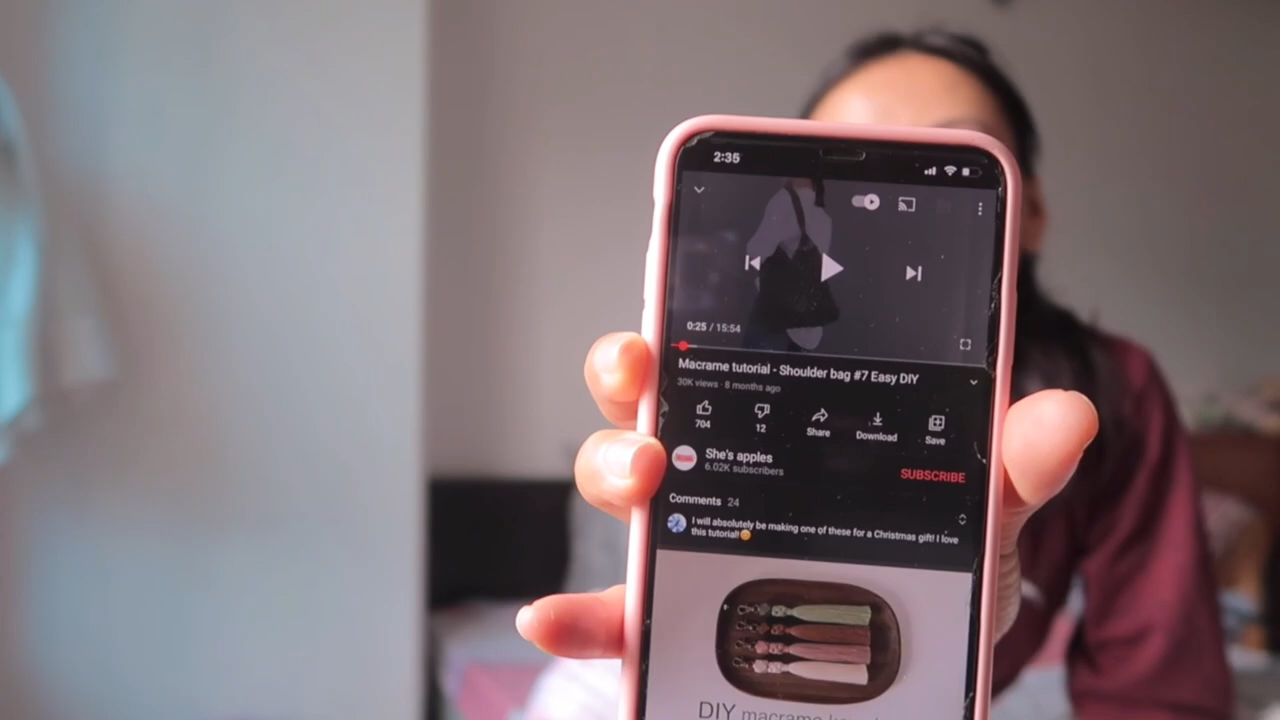 2:35
0:25 / 15:54
Macrame tutorial - Shoulder bag #7 Easy DIY
30K views · 8 months ago
704
12
Share
Download
Save
She's apples
6.02K subscribers
SUBSCRIBE
Comments 24
I will absolutely be making one of these for a Christmas gift! I love
this tutorial!
DIY macrame